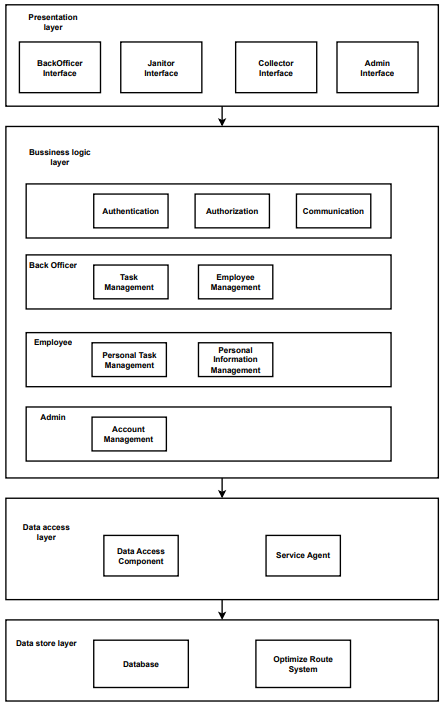 Presentation
layer
BackOfficer
Interface
Janitor
Interface
Collector
Interface
Admin
Interface
Bussiness logic
layer
Authentication
Authorization
Communication
Back Officer
Task
Management
Employee
Management
Employee
Personal Task
Management
Personal
Information
Management
Admin
Account
Management
Data access
layer
Data Access
Component
Service Agent
Data store layer
Database
Optimize Route
System